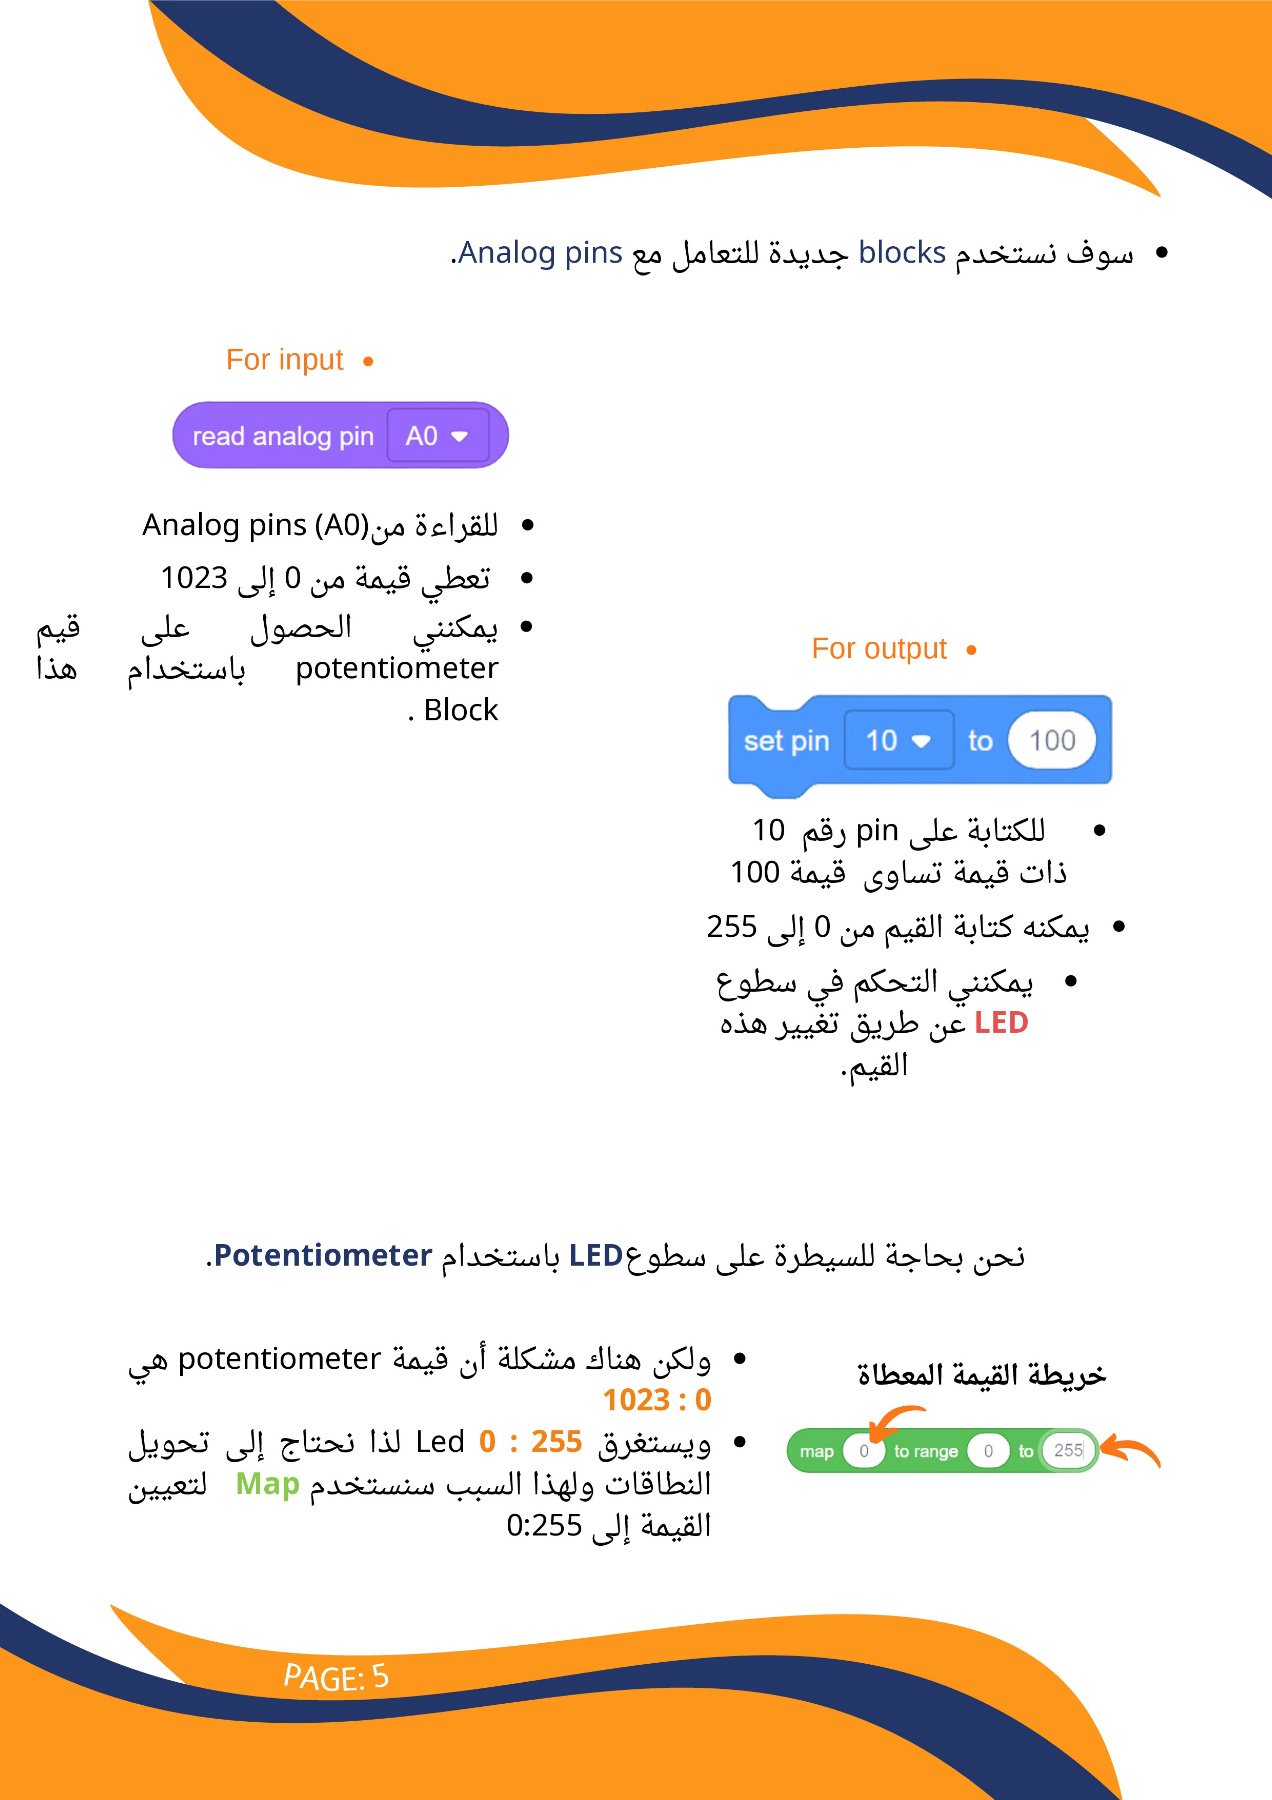 سوف نستخدم blocks جديدة للتعامل مع Analog pins.
For input
read analog pin A0
للقراءة من Analog pins (A0)
تعطي قيمة من 0 إلى 1023
يمكنني الحصول على قيم
potentiometer باستخدام هذا
Block .
For output
set pin 10 to 100
للكتابة على pin رقم 10
ذات قيمة تساوى قيمة 100
يمكنه كتابة القيم من 0 إلى 255
يمكنني التحكم في سطوع
LED عن طريق تغيير هذه
القيم.
نحن بحاجة للسيطرة على سطوع LED باستخدام Potentiometer.
ولكن هناك مشكلة أن قيمة potentiometer هي
0 : 1023
ويستغرق 255 : 0 Led لذا نحتاج إلى تحويل
النطاقات ولهذا السبب سنستخدم Map لتعيين
القيمة إلى 0:255
خريطة القيمة المعطاة
map 0 to range 0 to 255
PAGE: 5